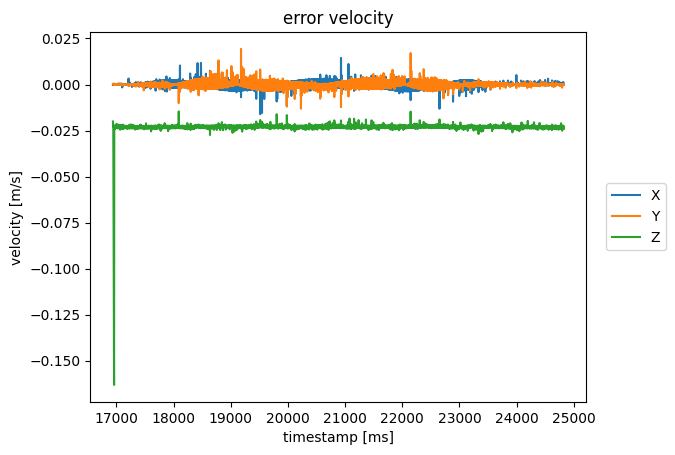 error velocity
velocity [m/s]
0.025
0.000
−0.025
−0.050
−0.075
−0.100
−0.125
−0.150
17000 18000 19000 20000 21000 22000 23000 24000 25000
timestamp [ms]
X
Y
Z